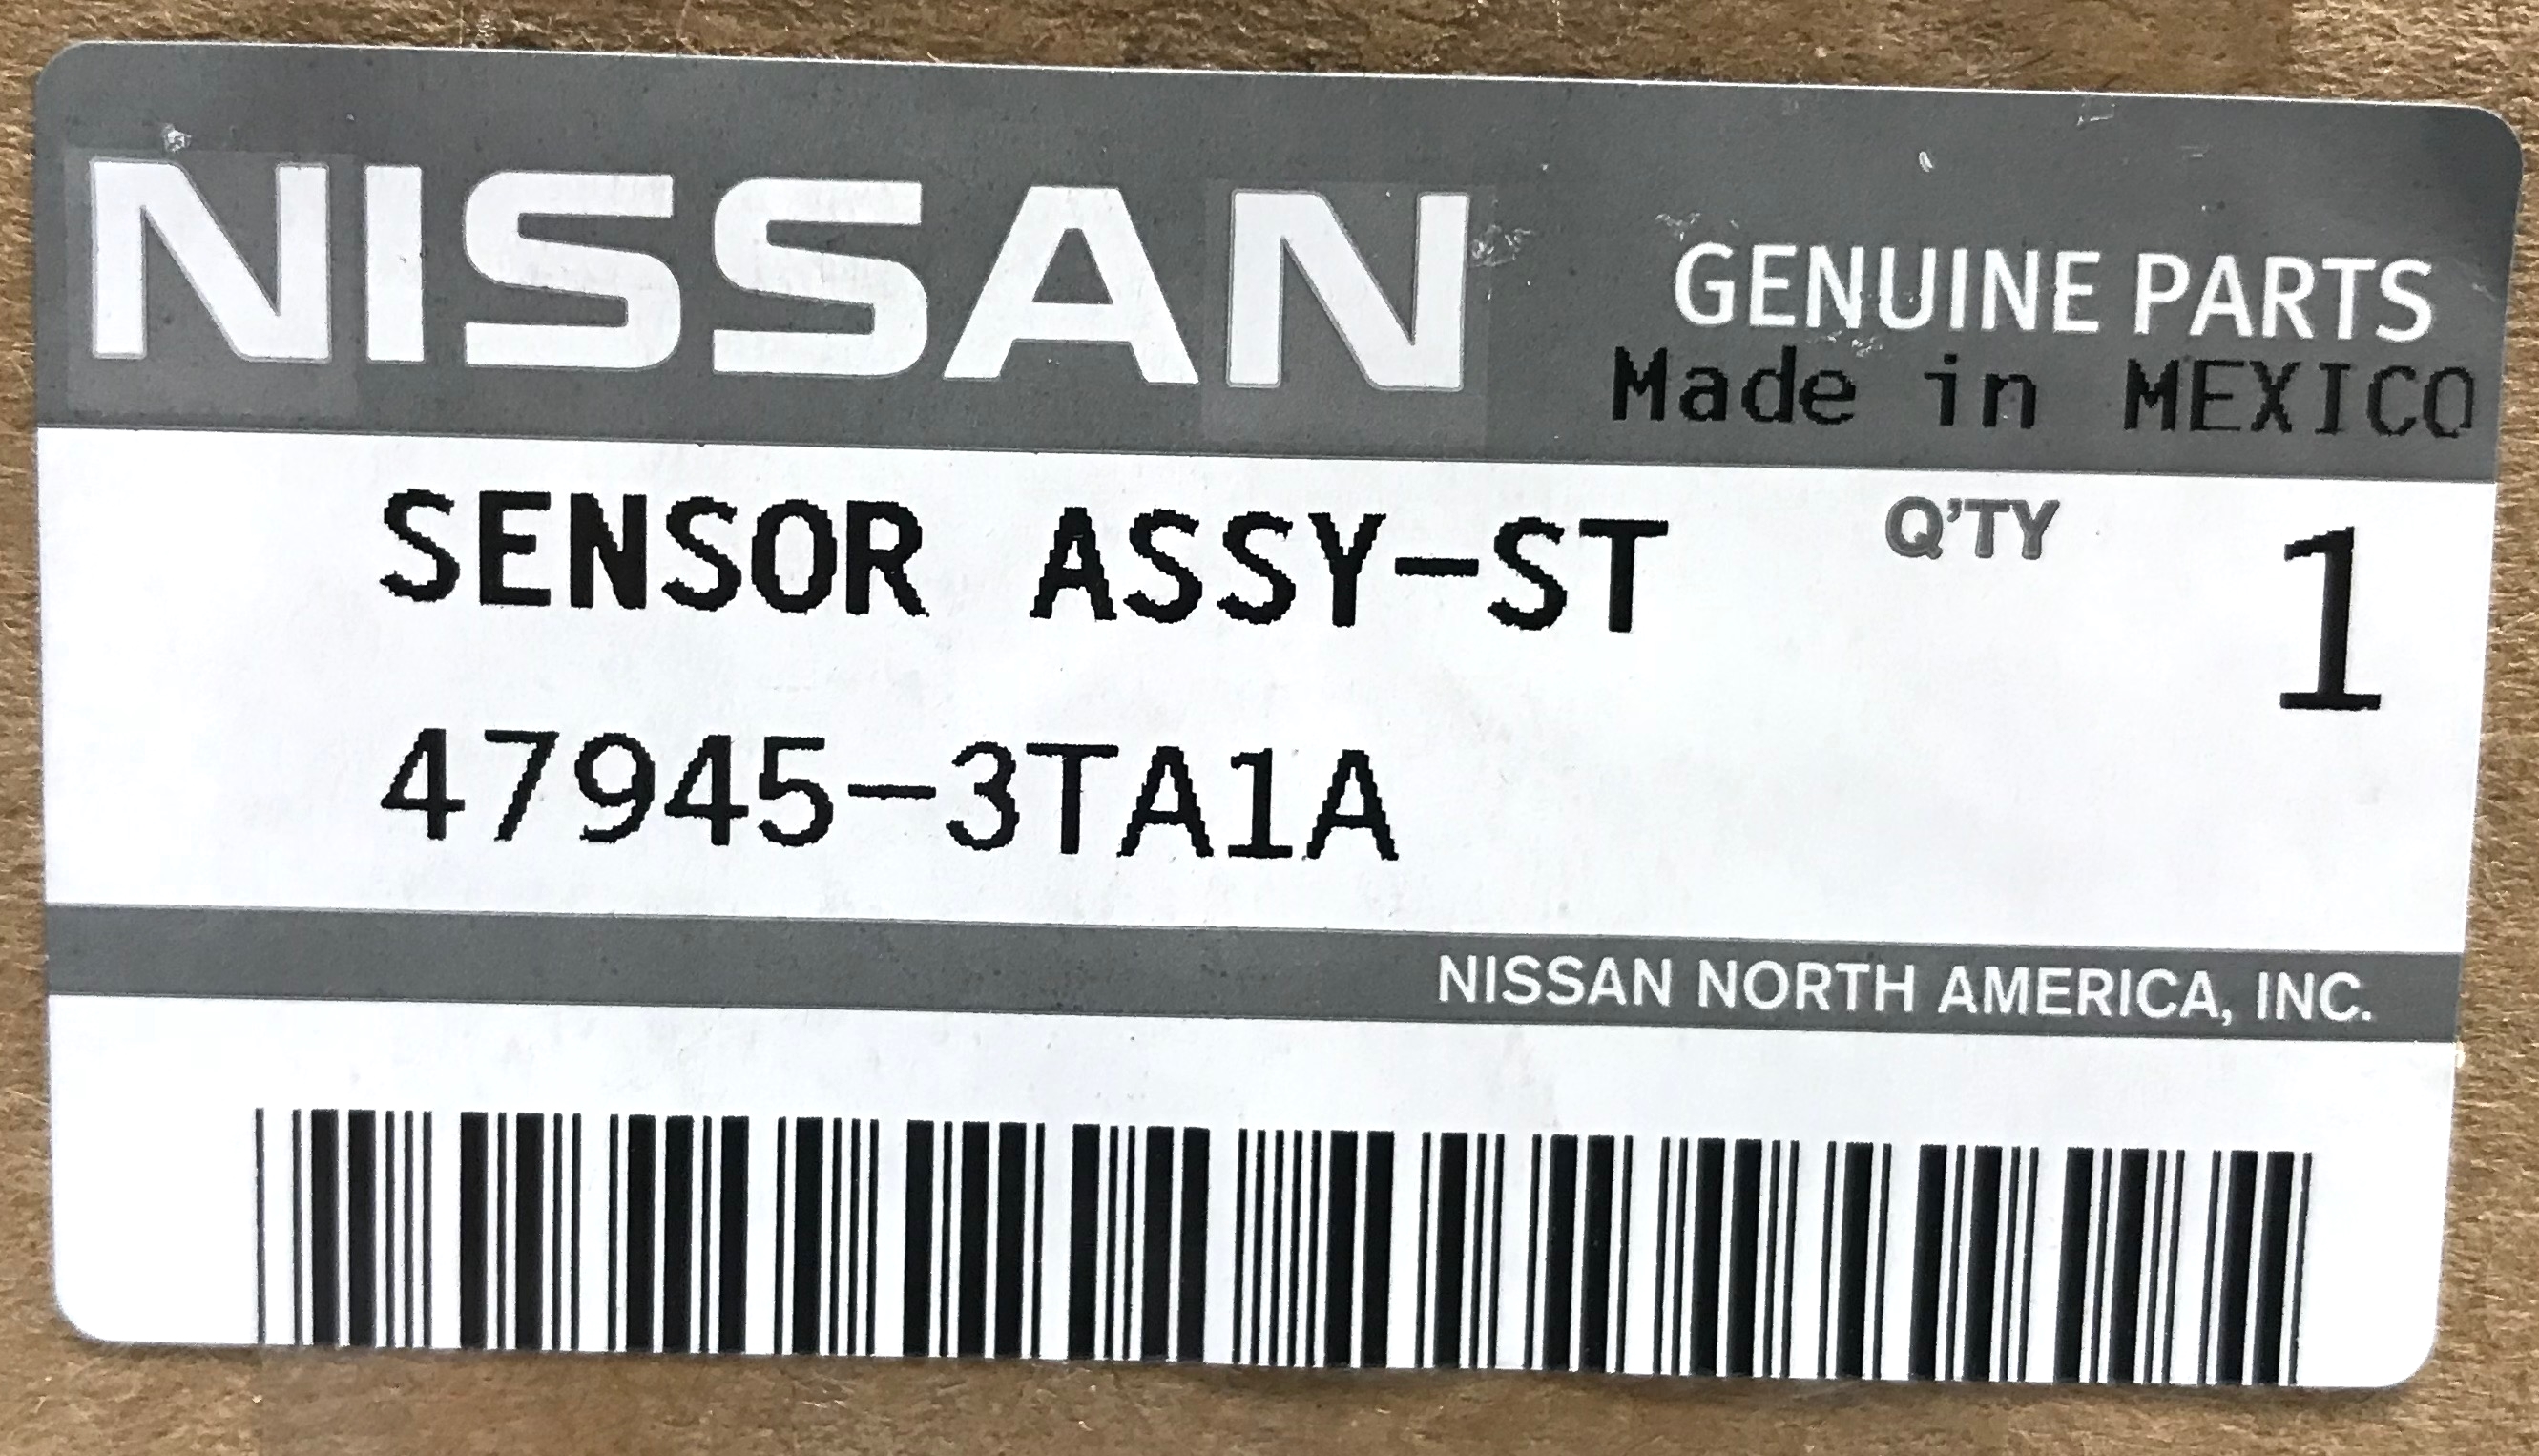 NISSAN
GENUINE PARTS
Made in MEXICO
SENSOR ASSY-ST
Q'TY 1
47945-3TA1A
NISSAN NORTH AMERICA, INC.